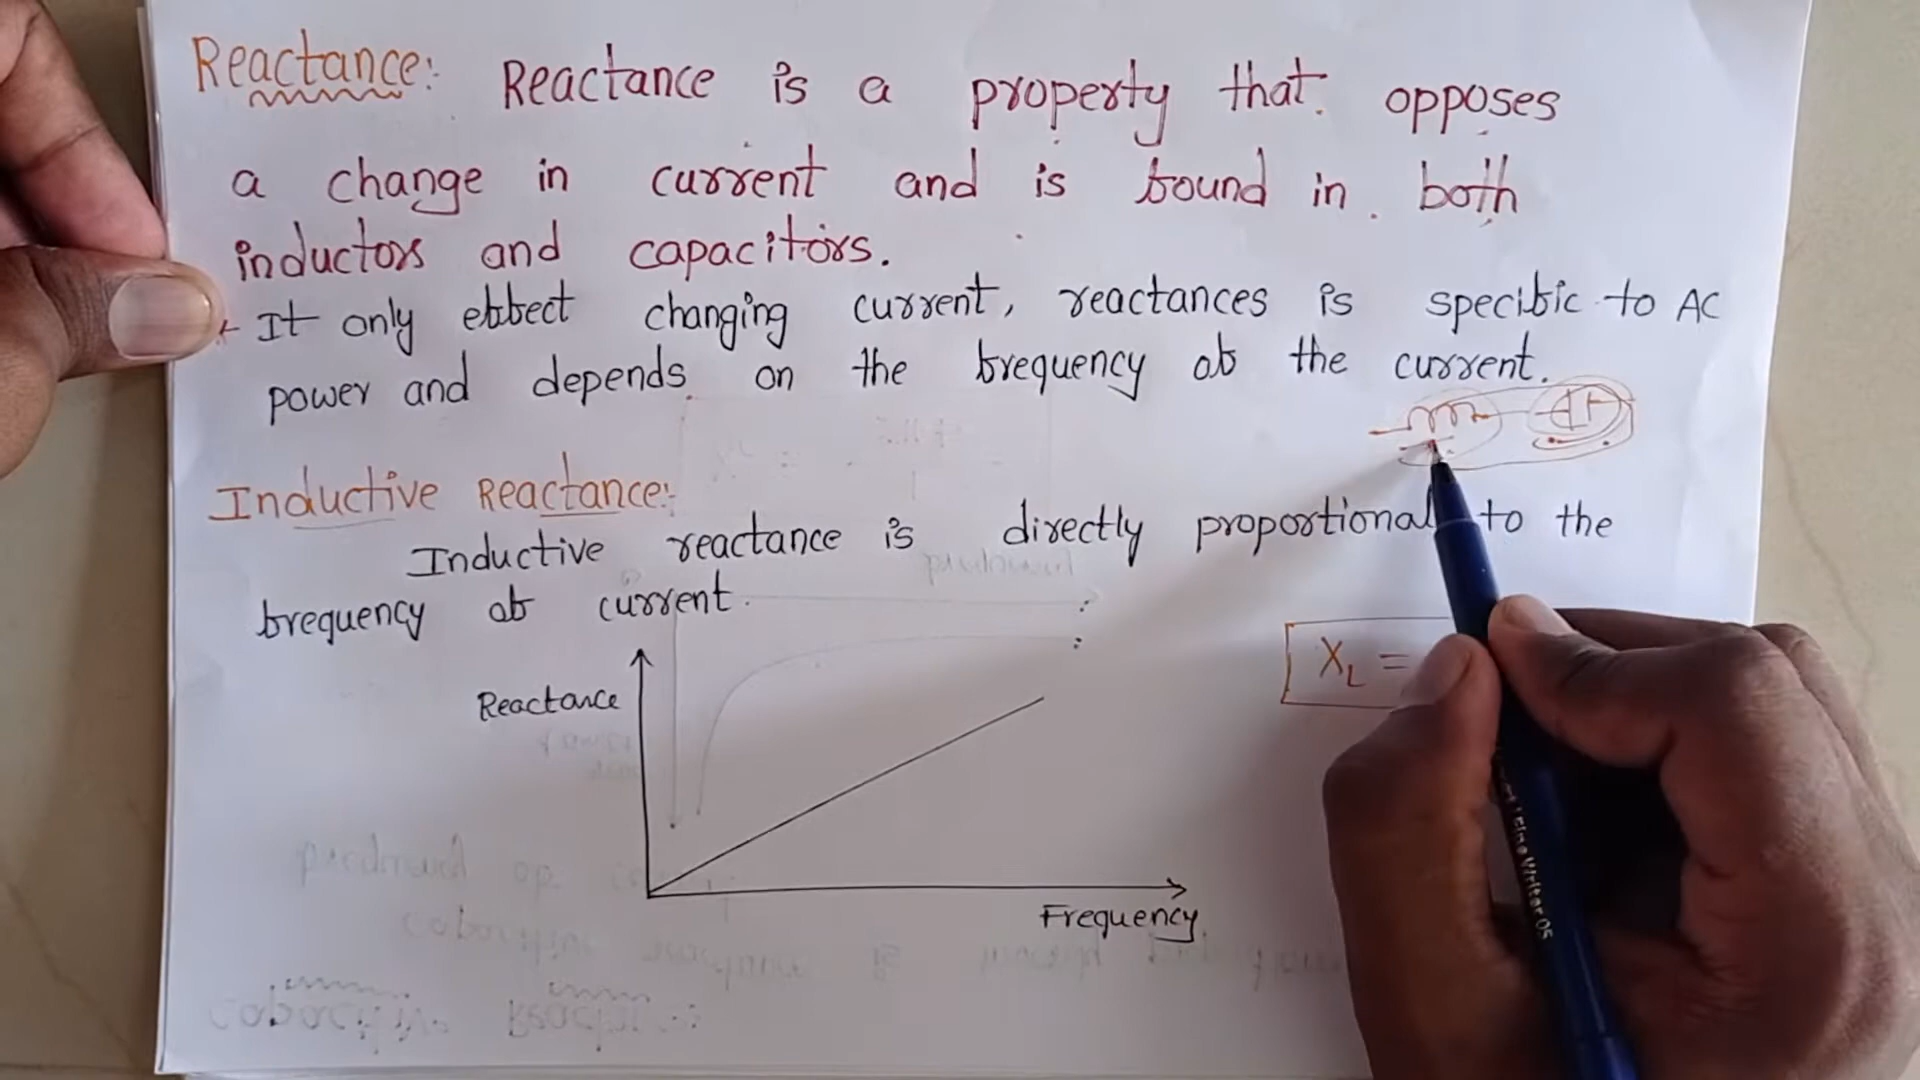 Reactance: Reactance is a property that opposes
a change in current and is found in both
inductors and capacitors.
It only effect changing current, reactances is specific to AC
power and depends on the frequency of the current.
Inductive Reactance:
Inductive reactance is directly proportional to the
frequency of current.
X_L =
Reactance
Frequency